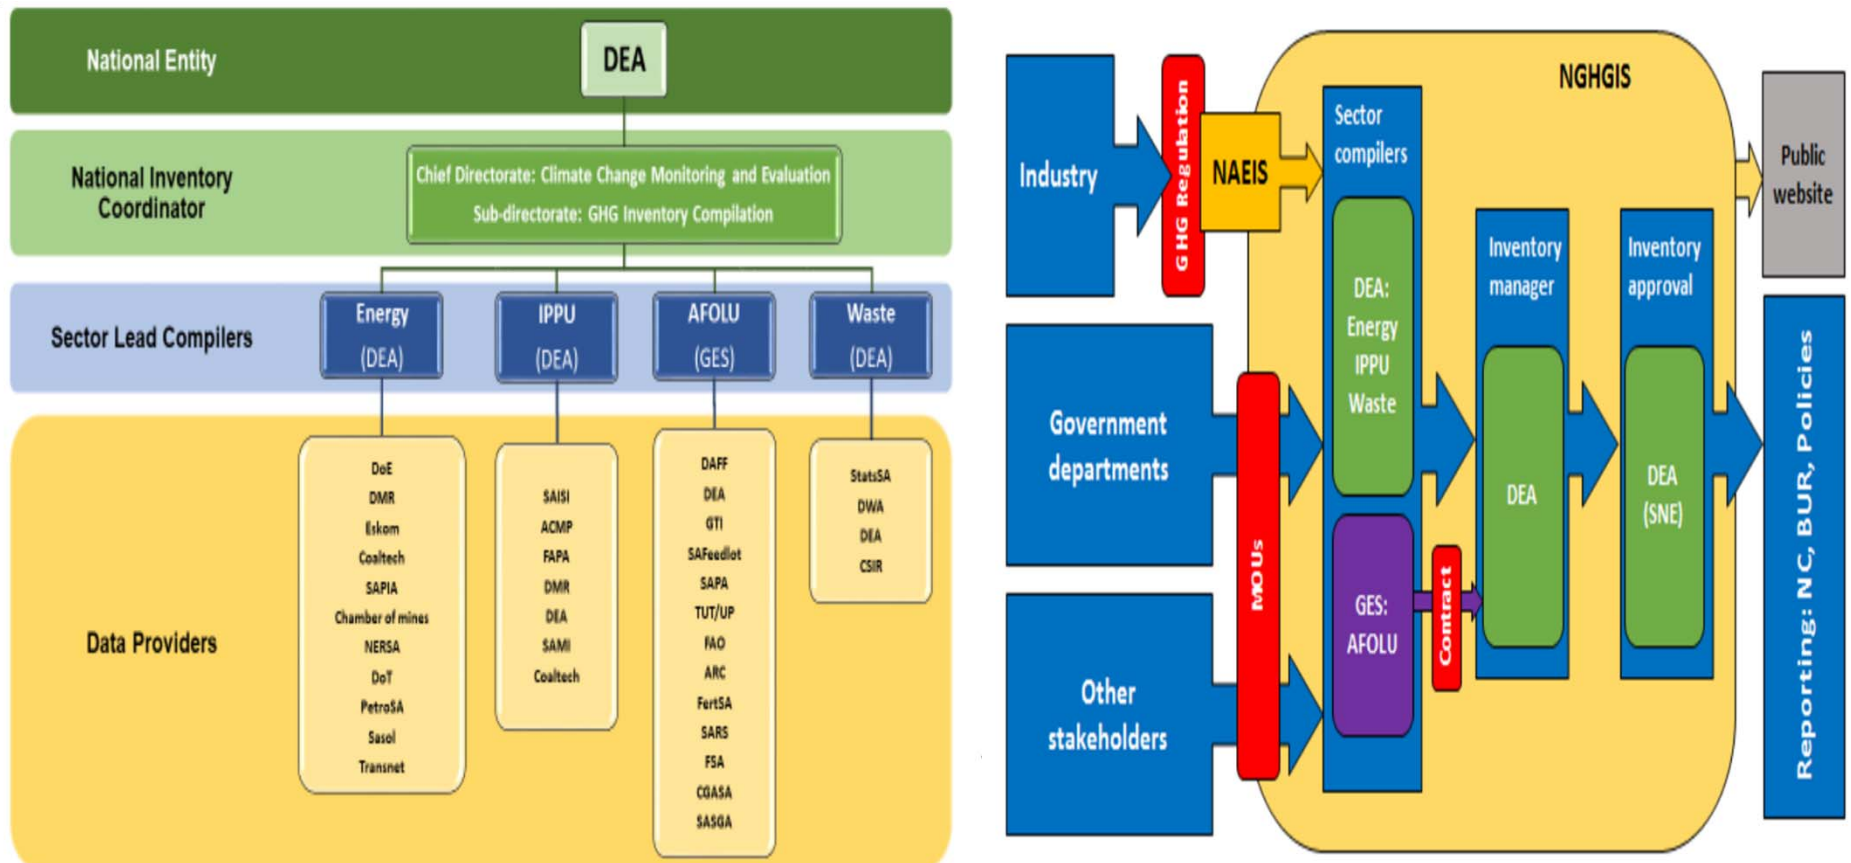 National Entity
DEA
National Inventory
Coordinator
Chief Directorate: Climate Change Monitoring and Evaluation
Sub-directorate: GHG Inventory Compilation
Sector Lead Compilers
Energy
(DEA)
IPPU
(DEA)
AFOLU
(GES)
Waste
(DEA)
Data Providers
DoE
DMR
Eskom
Coaltech
SAPIA
Chamber of mines
NERSA
DoT
PetroSA
Sasol
Transnet
SAISI
ACMP
FAPA
DMR
DEA
SAMI
Coaltech
DAFF
DEA
GTI
SAFeedlot
SAPA
TUT/UP
FAO
ARC
FertSA
SARS
FSA
CGASA
SASGA
StatsSA
DWA
DEA
CSIR
NGHGIS
Industry
GHG Regulation
NAEIS
Sector
compilers
DEA:
Energy
IPPU
Waste
GES:
AFOLU
Government
departments
Other
stakeholders
MOUs
Contract
Inventory
manager
DEA
Inventory
approval
DEA
(SNE)
Public
website
Reporting: NC, BUR, Policies